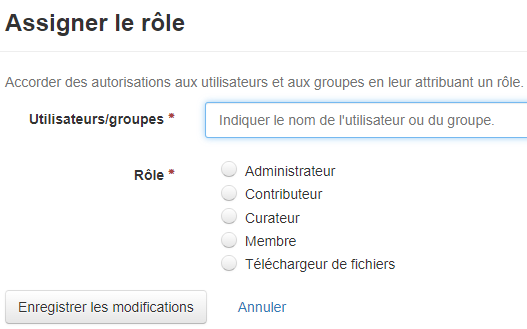 Assigner le rôle
Accorder des autorisations aux utilisateurs et aux groupes en leur attribuant un rôle.
Utilisateurs/groupes * Indiquer le nom de l'utilisateur ou du groupe.
Rôle * Administrateur
Contributeur
Curateur
Membre
Téléchargeur de fichiers
Enregistrer les modifications Annuler